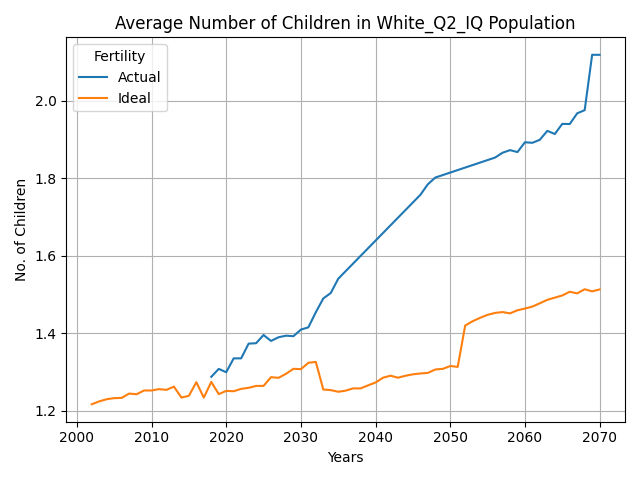 Average Number of Children in White_Q2_IQ Population
Fertility
Actual
Ideal
No. of Children
2.0
1.8
1.6
1.4
1.2
2000 2010 2020 2030 2040 2050 2060 2070
Years